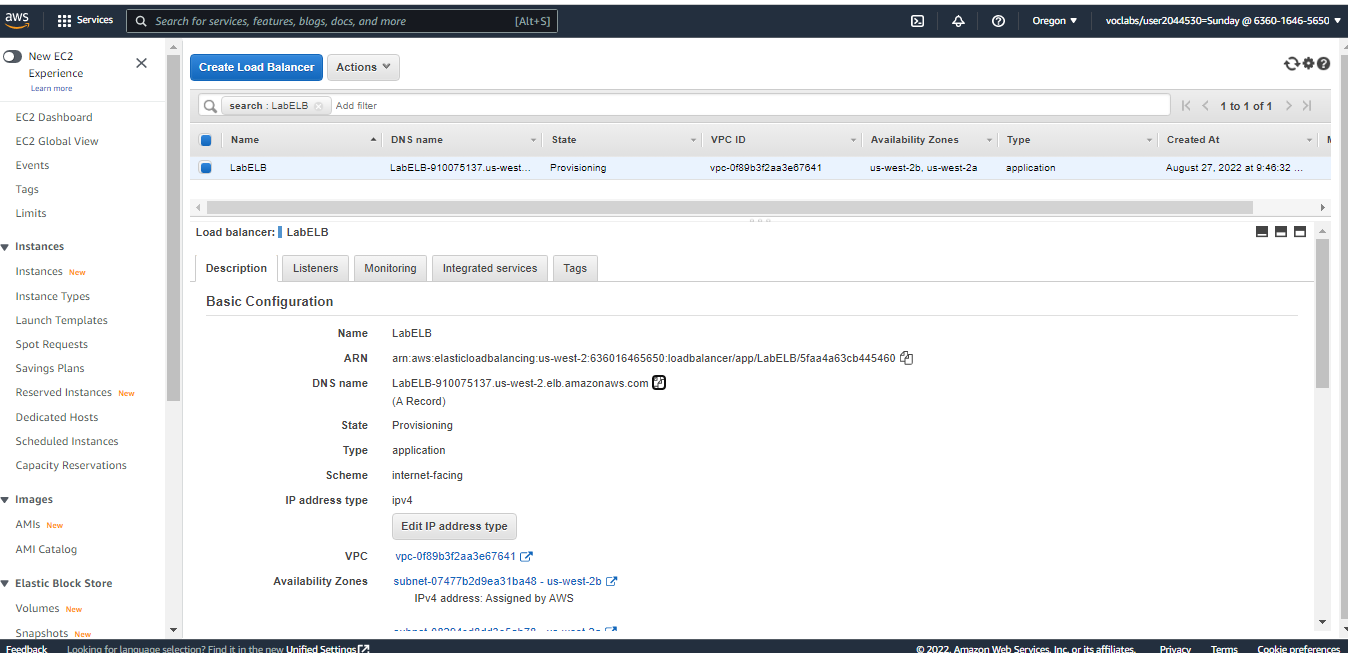 aws Services Search for services, features, blogs, docs, and more [Alt+S] Oregon voclabs/user2044530=Sunday @ 6360-1646-5650
New EC2
Experience
Learn more
EC2 Dashboard
EC2 Global View
Events
Tags
Limits
Instances
Instances New
Instance Types
Launch Templates
Spot Requests
Savings Plans
Reserved Instances New
Dedicated Hosts
Scheduled Instances
Capacity Reservations
Images
AMIs New
AMI Catalog
Elastic Block Store
Volumes New
Snapshots New
Create Load Balancer Actions
search : LabELB Add filter 1 to 1 of 1
Name DNS name State VPC ID Availability Zones Type Created At
LabELB LabELB-910075137.us-west... Provisioning vpc-0f89b3f2aa3e67641 us-west-2b, us-west-2a application August 27, 2022 at 9:46:32 ...
Load balancer: LabELB
Description Listeners Monitoring Integrated services Tags
Basic Configuration
Name LabELB
ARN arn:aws:elasticloadbalancing:us-west-2:636016465650:loadbalancer/app/LabELB/5faa4a63cb445460
DNS name LabELB-910075137.us-west-2.elb.amazonaws.com
(A Record)
State Provisioning
Type application
Scheme internet-facing
IP address type ipv4
Edit IP address type
VPC vpc-0f89b3f2aa3e67641
Availability Zones subnet-07477b2d9ea31ba48 - us-west-2b
IPv4 address: Assigned by AWS
Feedback Looking for language selection? Find it in the new Unified Settings © 2022, Amazon Web Services, Inc. or its affiliates. Privacy Terms Cookie preferences